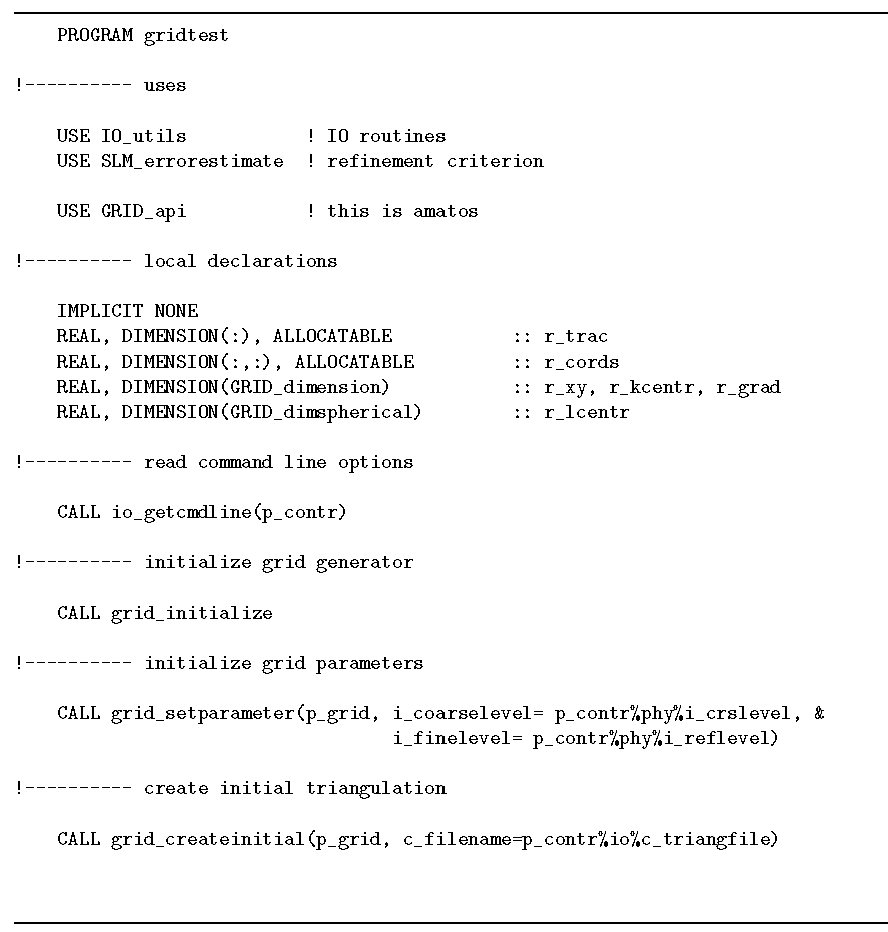 PROGRAM gridtest
!---------- uses
USE IO_utils ! IO routines
USE SLM_errorestimate ! refinement criterion
USE GRID_api ! this is amatos
!---------- local declarations
IMPLICIT NONE
REAL, DIMENSION(:), ALLOCATABLE :: r_trac
REAL, DIMENSION(:,:), ALLOCATABLE :: r_cords
REAL, DIMENSION(GRID_dimension) :: r_xy, r_kcentr, r_grad
REAL, DIMENSION(GRID_dimspherical) :: r_lcentr
!---------- read command line options
CALL io_getcmdline(p_contr)
!---------- initialize grid generator
CALL grid_initialize
!---------- initialize grid parameters
CALL grid_setparameter(p_grid, i_coarselevel= p_contr%phy%i_crslevel, &
i_finelevel= p_contr%phy%i_reflevel)
!---------- create initial triangulation
CALL grid_createinitial(p_grid, c_filename=p_contr%io%c_triangfile)